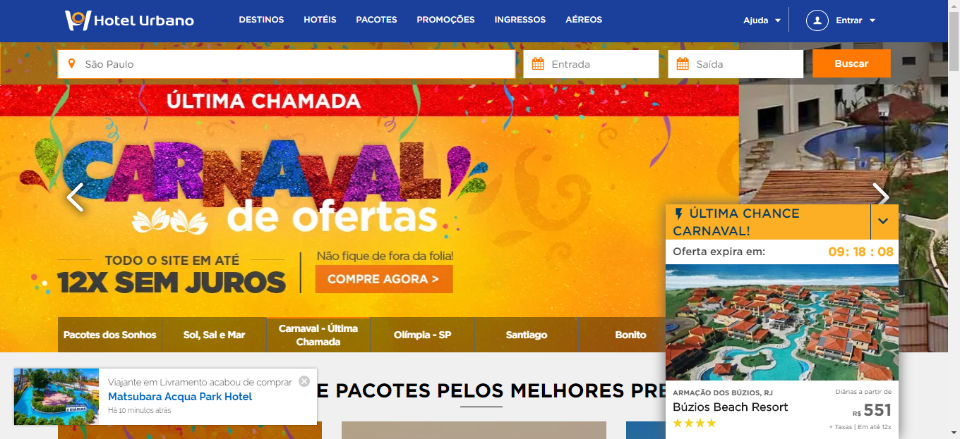 Hotel Urbano
DESTINOS HOTÉIS PACOTES PROMOÇÕES INGRESSOS AÉREOS
Ajuda Entrar
São Paulo
Entrada
Saída
Buscar
ÚLTIMA CHAMADA
CARNAVAL
de ofertas
TODO O SITE EM ATÉ
12X SEM JUROS
Não fique de fora da folia!
COMPRE AGORA >
Pacotes dos Sonhos
Sol, Sal e Mar
Carnaval - Última
Chamada
Olímpia - SP
Santiago
Bonito
ÚLTIMA CHANCE
CARNAVAL!
Oferta expira em: 09: 18 : 08
ARMAÇÃO DOS BÚZIOS, RJ
Búzios Beach Resort
Diárias a partir de
R$ 551
+ Taxas | Em até 12x
Viajante em Livramento acabou de comprar
Matsubara Acqua Park Hotel
Há 10 minutos atrás
E PACOTES PELOS MELHORES PRE